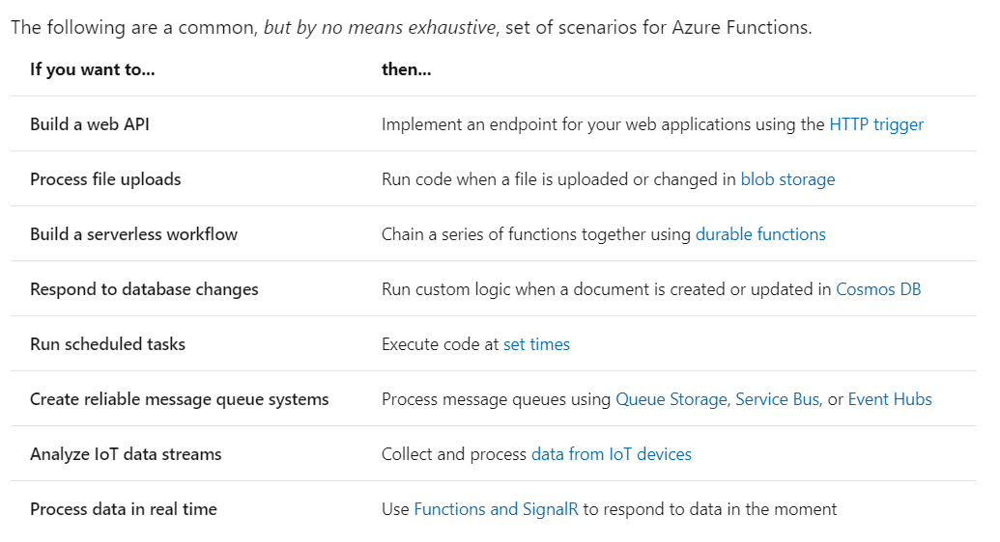 The following are a common, but by no means exhaustive, set of scenarios for Azure Functions.
If you want to... then...
Build a web API Implement an endpoint for your web applications using the HTTP trigger
Process file uploads Run code when a file is uploaded or changed in blob storage
Build a serverless workflow Chain a series of functions together using durable functions
Respond to database changes Run custom logic when a document is created or updated in Cosmos DB
Run scheduled tasks Execute code at set times
Create reliable message queue systems Process message queues using Queue Storage, Service Bus, or Event Hubs
Analyze IoT data streams Collect and process data from IoT devices
Process data in real time Use Functions and SignalR to respond to data in the moment